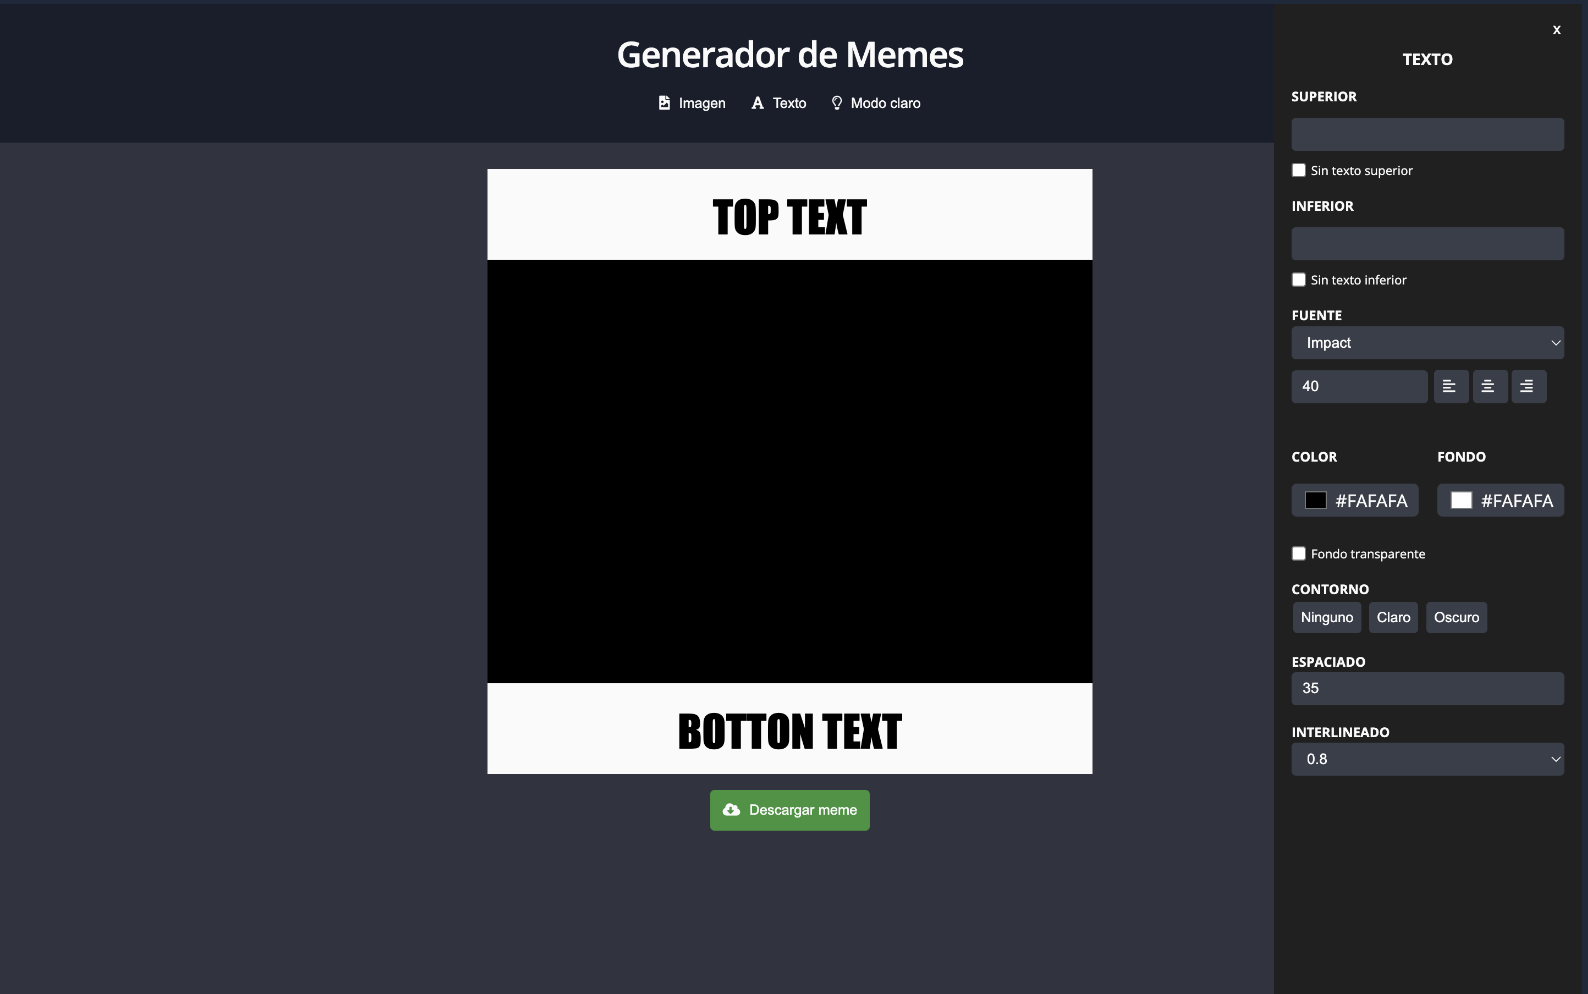 Generador de Memes
Imagen Texto Modo claro
TOP TEXT
BOTTON TEXT
Descargar meme
x
TEXTO
SUPERIOR
Sin texto superior
INFERIOR
Sin texto inferior
FUENTE
Impact
40
COLOR FONDO
#FAFAFA #FAFAFA
Fondo transparente
CONTORNO
Ninguno Claro Oscuro
ESPACIADO
35
INTERLINEADO
0.8